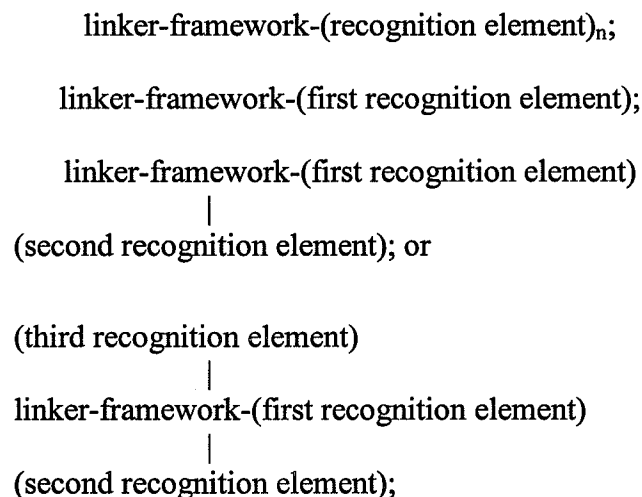 linker-framework-(recognition element)n;
linker-framework-(first recognition element);
linker-framework-(first recognition element)
|
(second recognition element); or
(third recognition element)
|
linker-framework-(first recognition element)
|
(second recognition element);